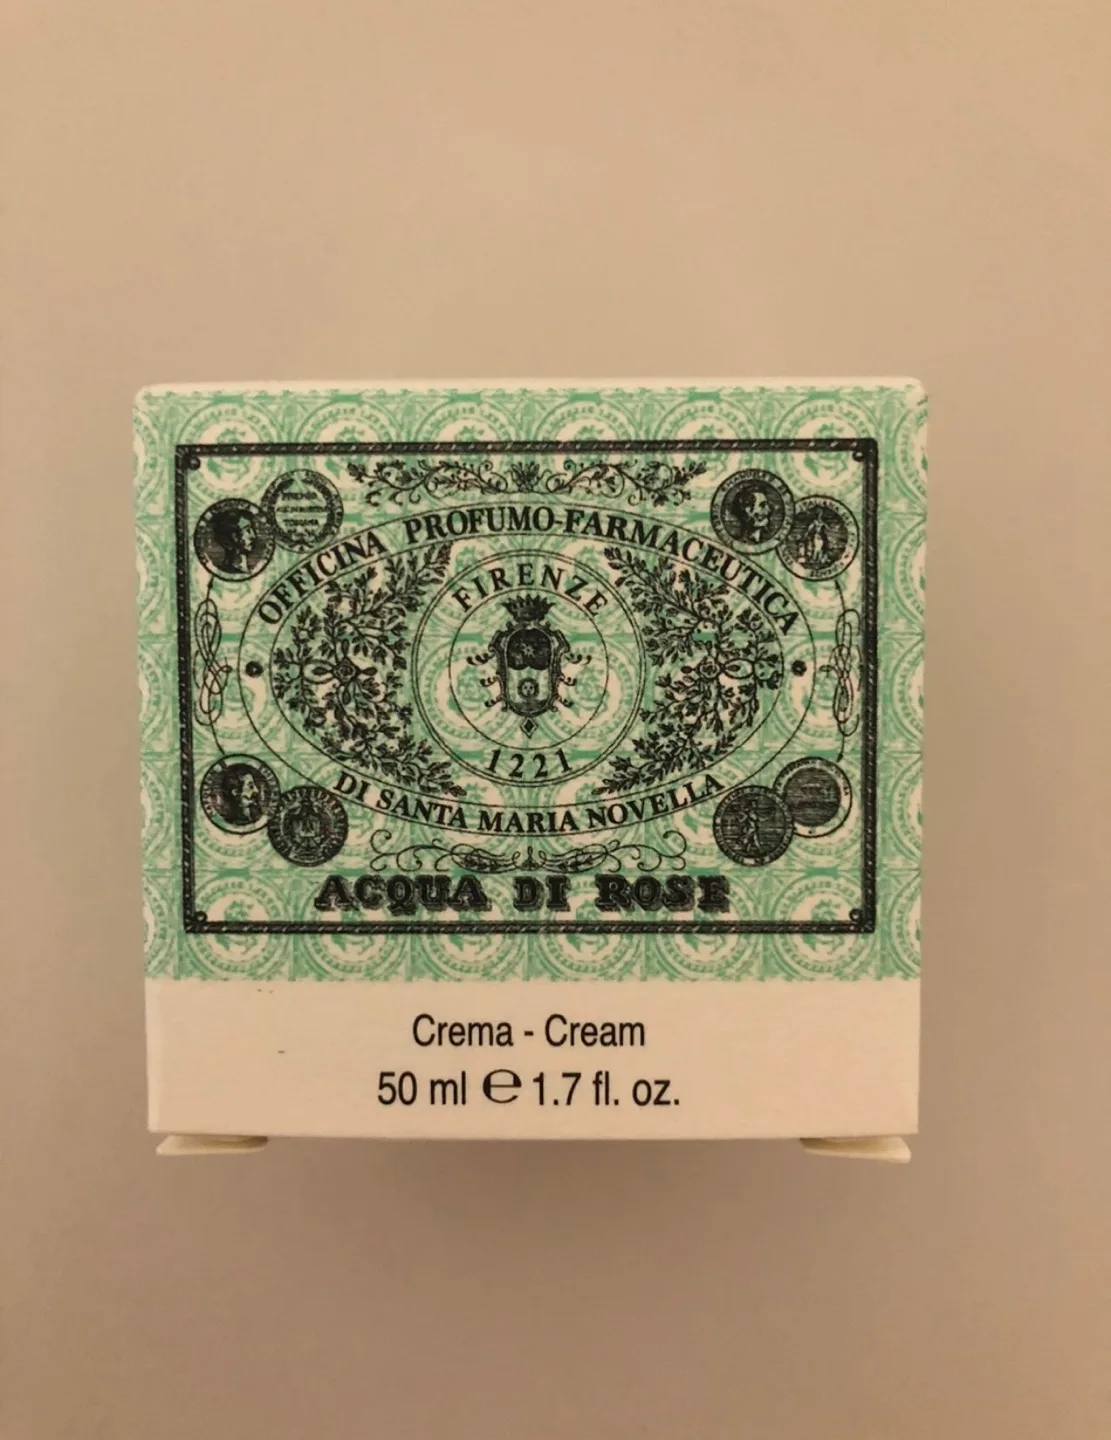 OFFICINA PROFUMO-FARMACEUTICA
FIRENZE
1221
DI SANTA MARIA NOVELLA
ACQUA DI ROSE
Crema - Cream
50 ml ℮ 1.7 fl. oz.